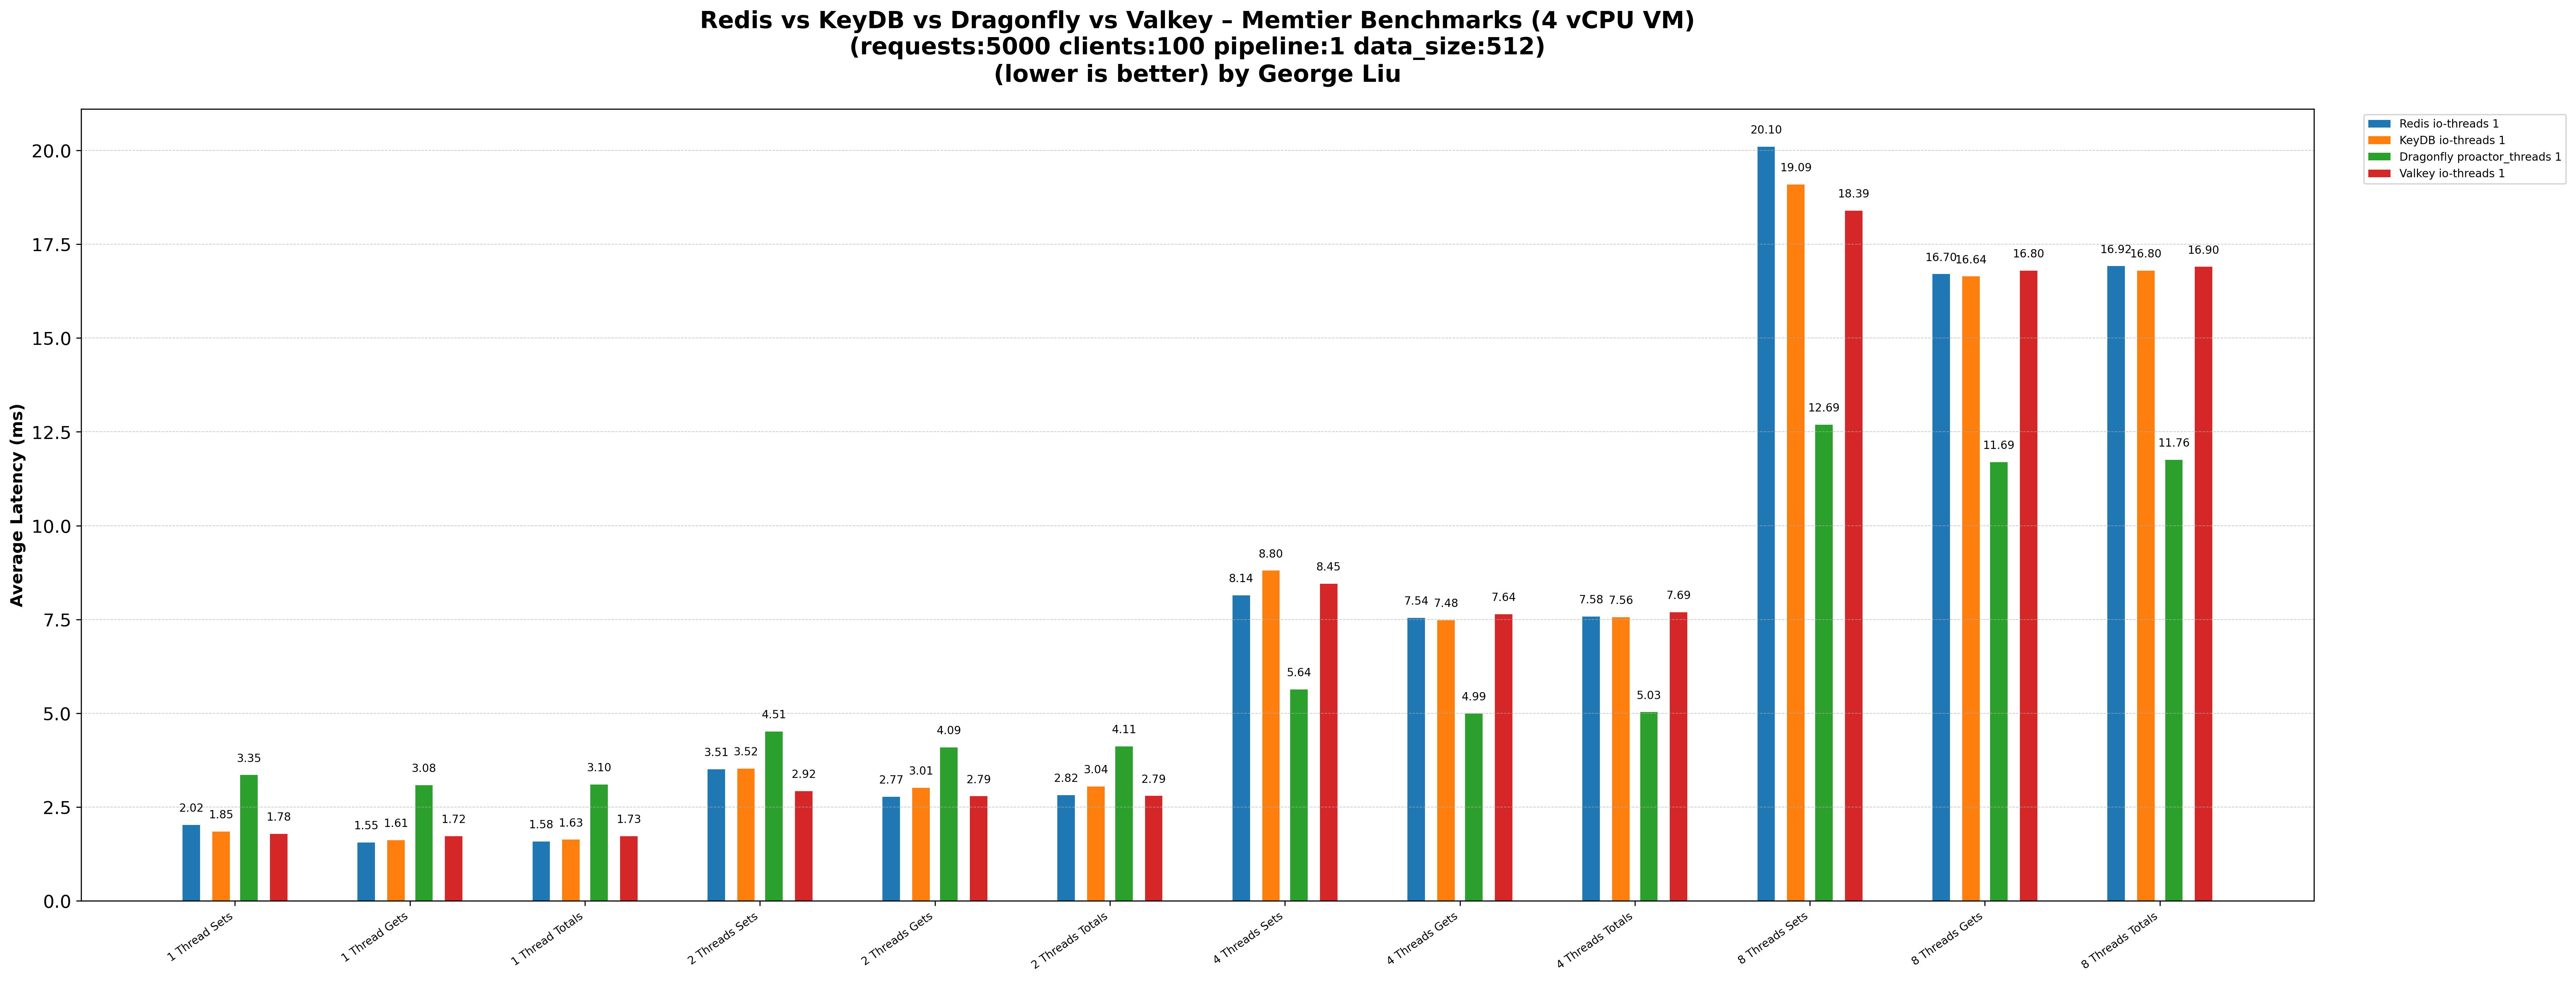 Redis vs KeyDB vs Dragonfly vs Valkey – Memtier Benchmarks (4 vCPU VM)
(requests:5000 clients:100 pipeline:1 data_size:512)
(lower is better) by George Liu
Redis io-threads 1
KeyDB io-threads 1
Dragonfly proactor_threads 1
Valkey io-threads 1
Average Latency (ms)
20.0
17.5
15.0
12.5
10.0
7.5
5.0
2.5
0.0
2.02 1.85 3.35 1.78
1.55 1.61 3.08 1.72
1.58 1.63 3.10 1.73
3.51 3.52 4.51 2.92
2.77 3.01 4.09 2.79
2.82 3.04 4.11 2.79
8.14 8.80 5.64 8.45
7.54 7.48 4.99 7.64
7.58 7.56 5.03 7.69
20.10 19.09 12.69 18.39
16.70 16.64 11.69 16.80
16.92 16.80 11.76 16.90
1 Thread Sets
1 Thread Gets
1 Thread Totals
2 Threads Sets
2 Threads Gets
2 Threads Totals
4 Threads Sets
4 Threads Gets
4 Threads Totals
8 Threads Sets
8 Threads Gets
8 Threads Totals